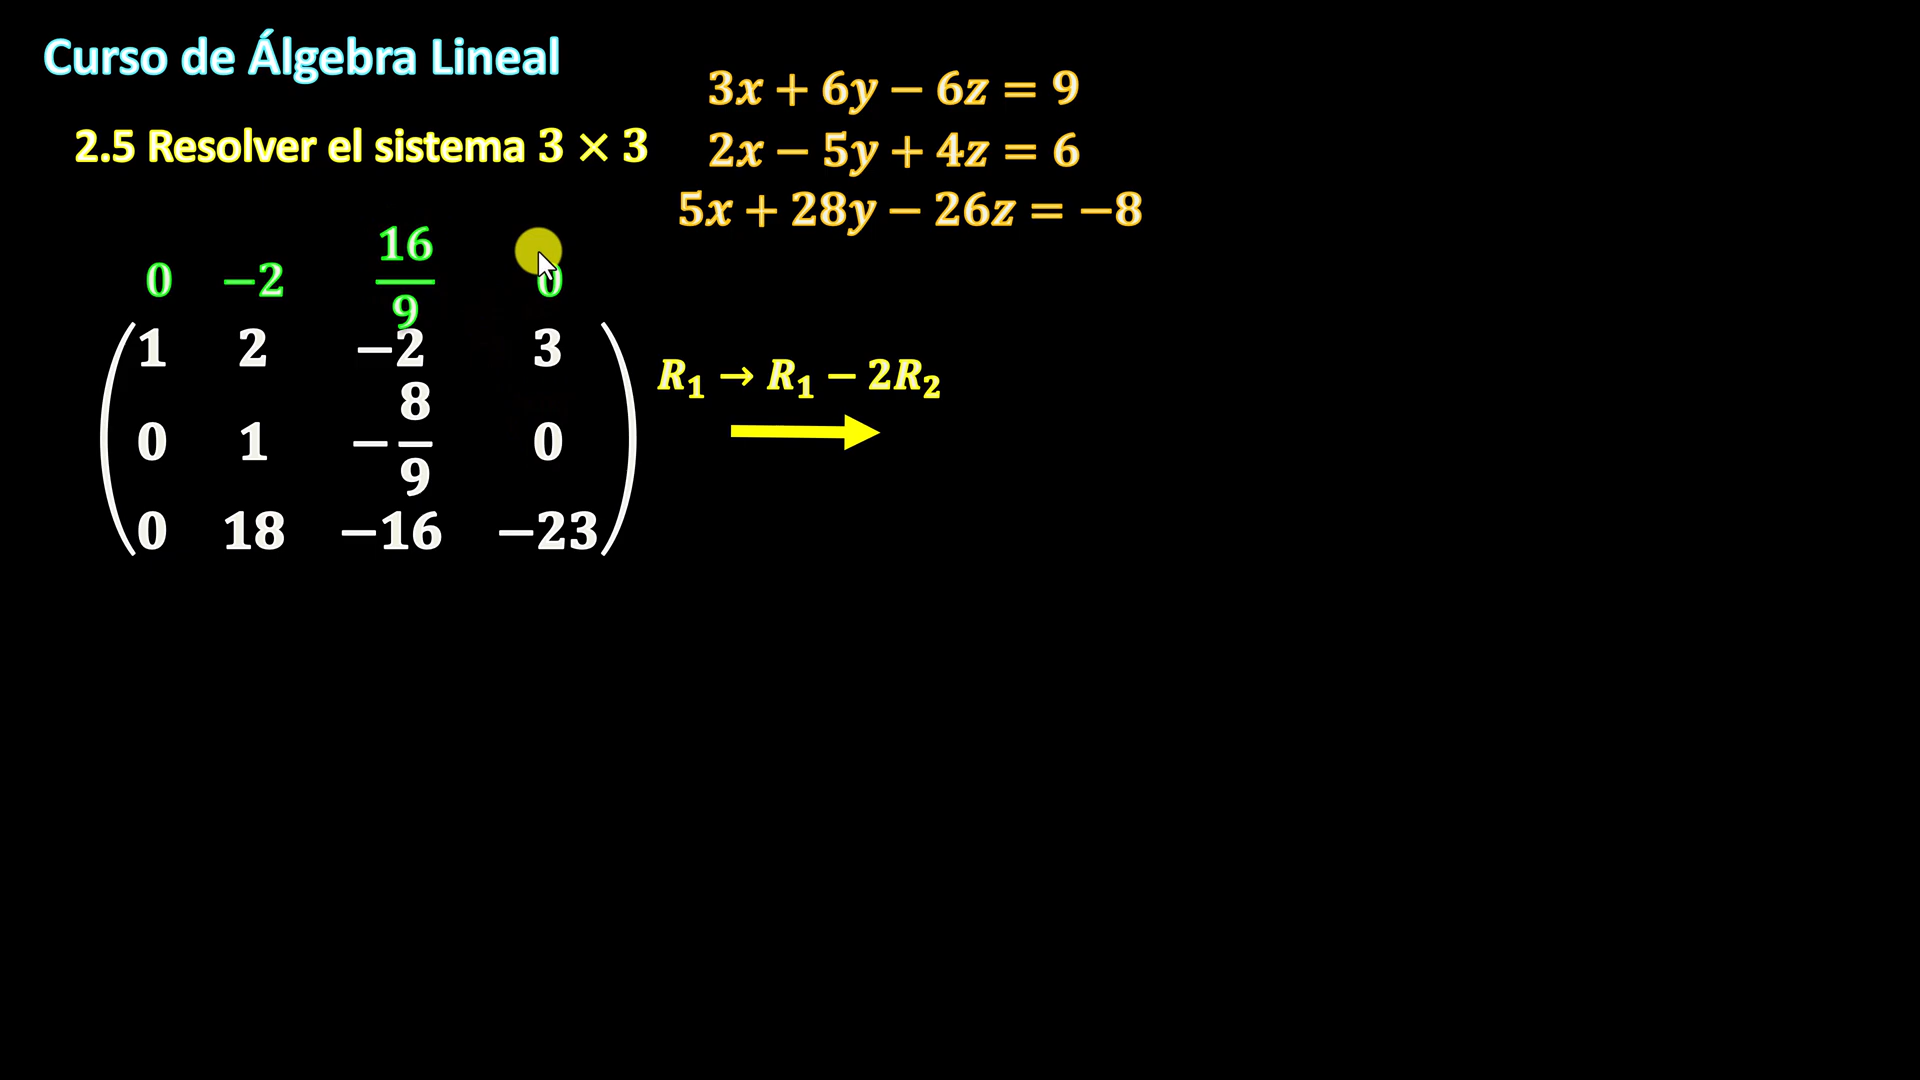 Curso de Álgebra Lineal
3x + 6y − 6z = 9
2.5 Resolver el sistema 3 × 3
2x − 5y + 4z = 6
5x + 28y − 26z = −8
0 −2 16/9 0
1 2 −2 3
R₁ → R₁ − 2R₂
0 1 −8/9 0
0 18 −16 −23